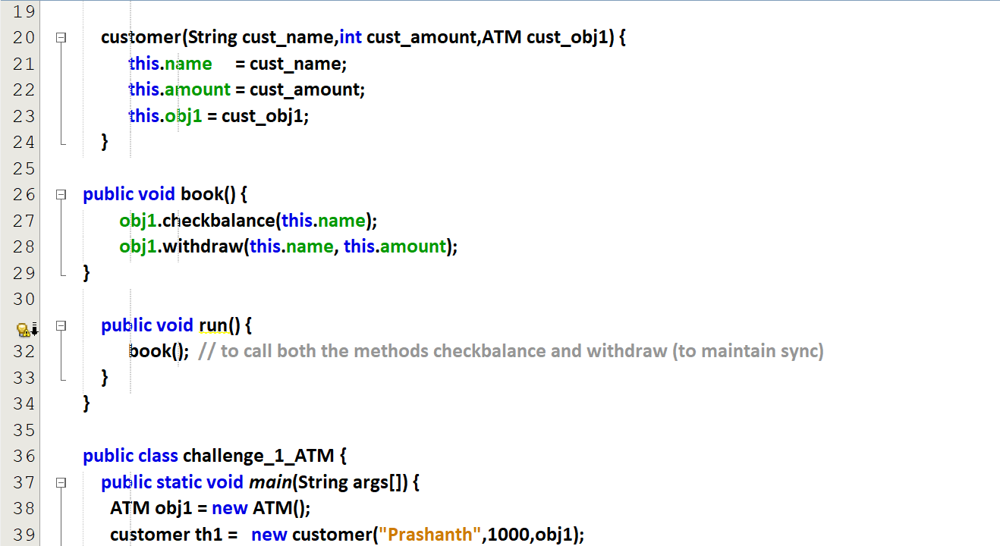 19
20 customer(String cust_name,int cust_amount,ATM cust_obj1) {
21 this.name = cust_name;
22 this.amount = cust_amount;
23 this.obj1 = cust_obj1;
24 }
25
26 public void book() {
27 obj1.checkbalance(this.name);
28 obj1.withdraw(this.name, this.amount);
29 }
30
public void run() {
32 book(); // to call both the methods checkbalance and withdraw (to maintain sync)
33 }
34 }
35
36 public class challenge_1_ATM {
37 public static void main(String args[]) {
38 ATM obj1 = new ATM();
39 customer th1 = new customer("Prashanth",1000,obj1);